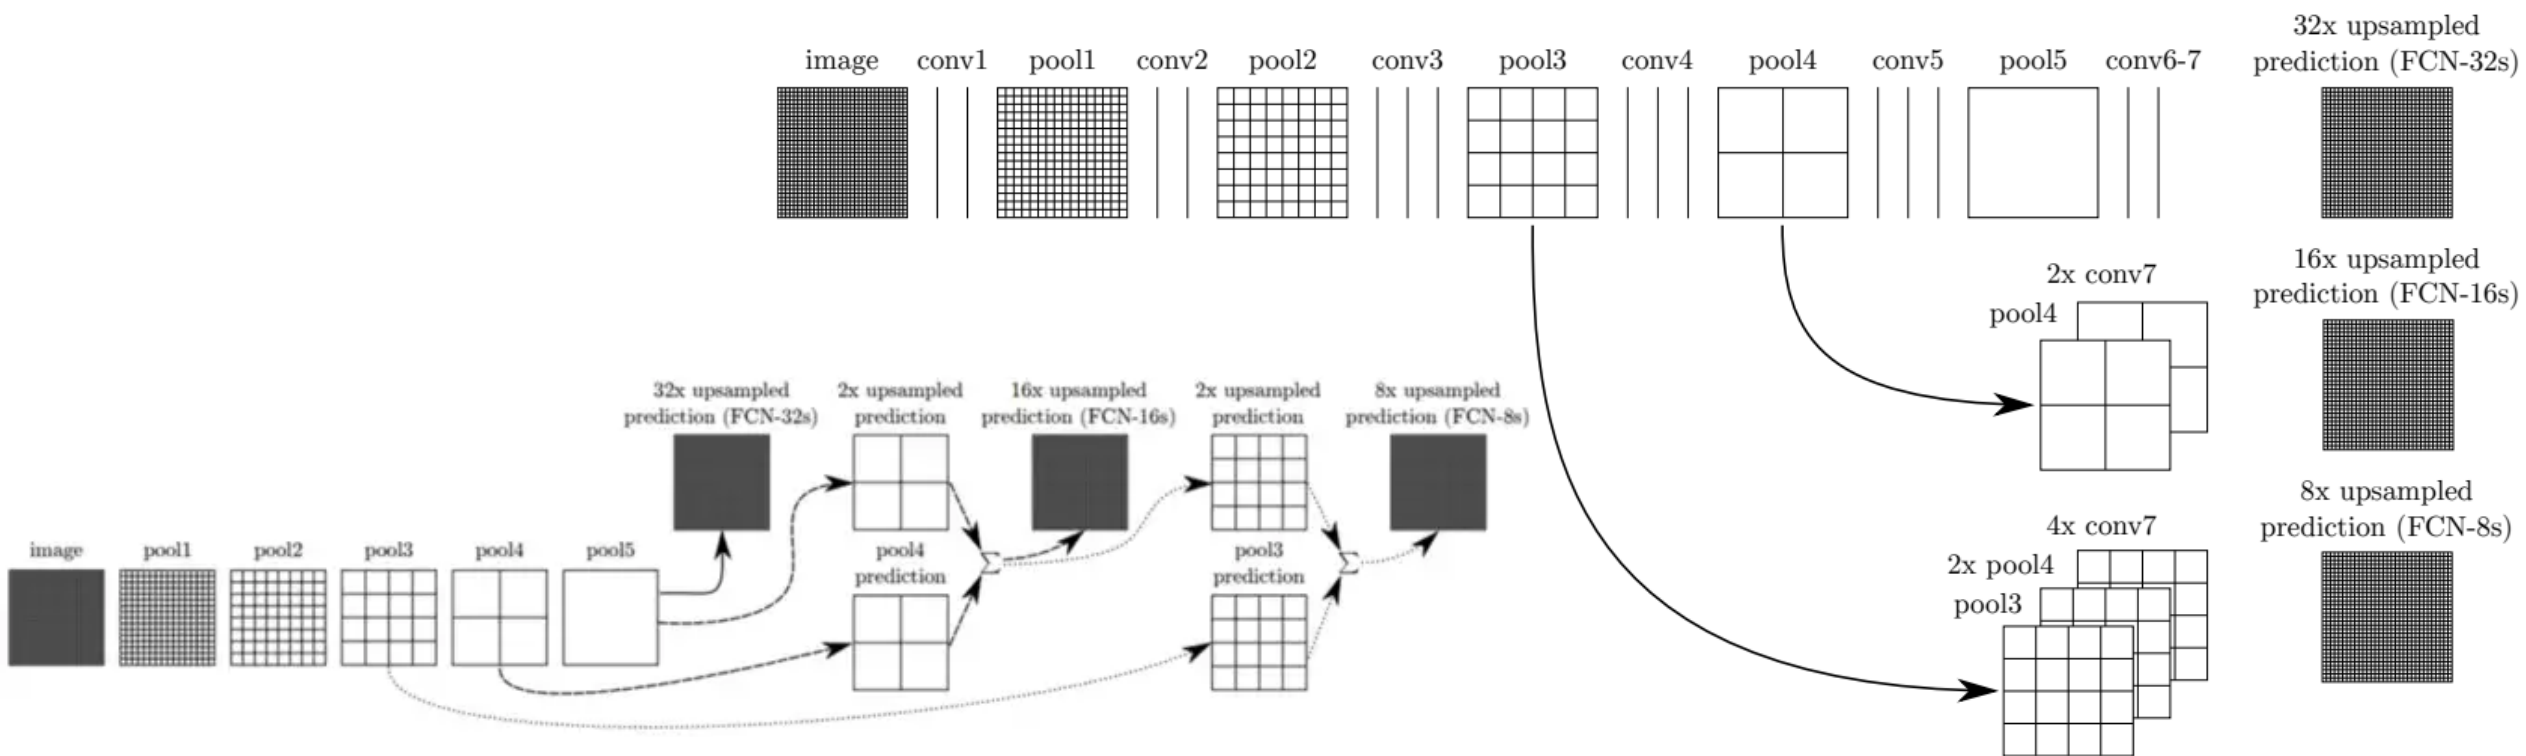 image conv1 pool1 conv2 pool2 conv3 pool3 conv4 pool4 conv5 pool5 conv6-7
32x upsampled
prediction (FCN-32s)
2x conv7
pool4
16x upsampled
prediction (FCN-16s)
4x conv7
2x pool4
pool3
8x upsampled
prediction (FCN-8s)
32x upsampled
prediction (FCN-32s)
2x upsampled
prediction
16x upsampled
prediction (FCN-16s)
2x upsampled
prediction
8x upsampled
prediction (FCN-8s)
image pool1 pool2 pool3 pool4 pool5
pool4
prediction
Σ
pool3
prediction
Σ